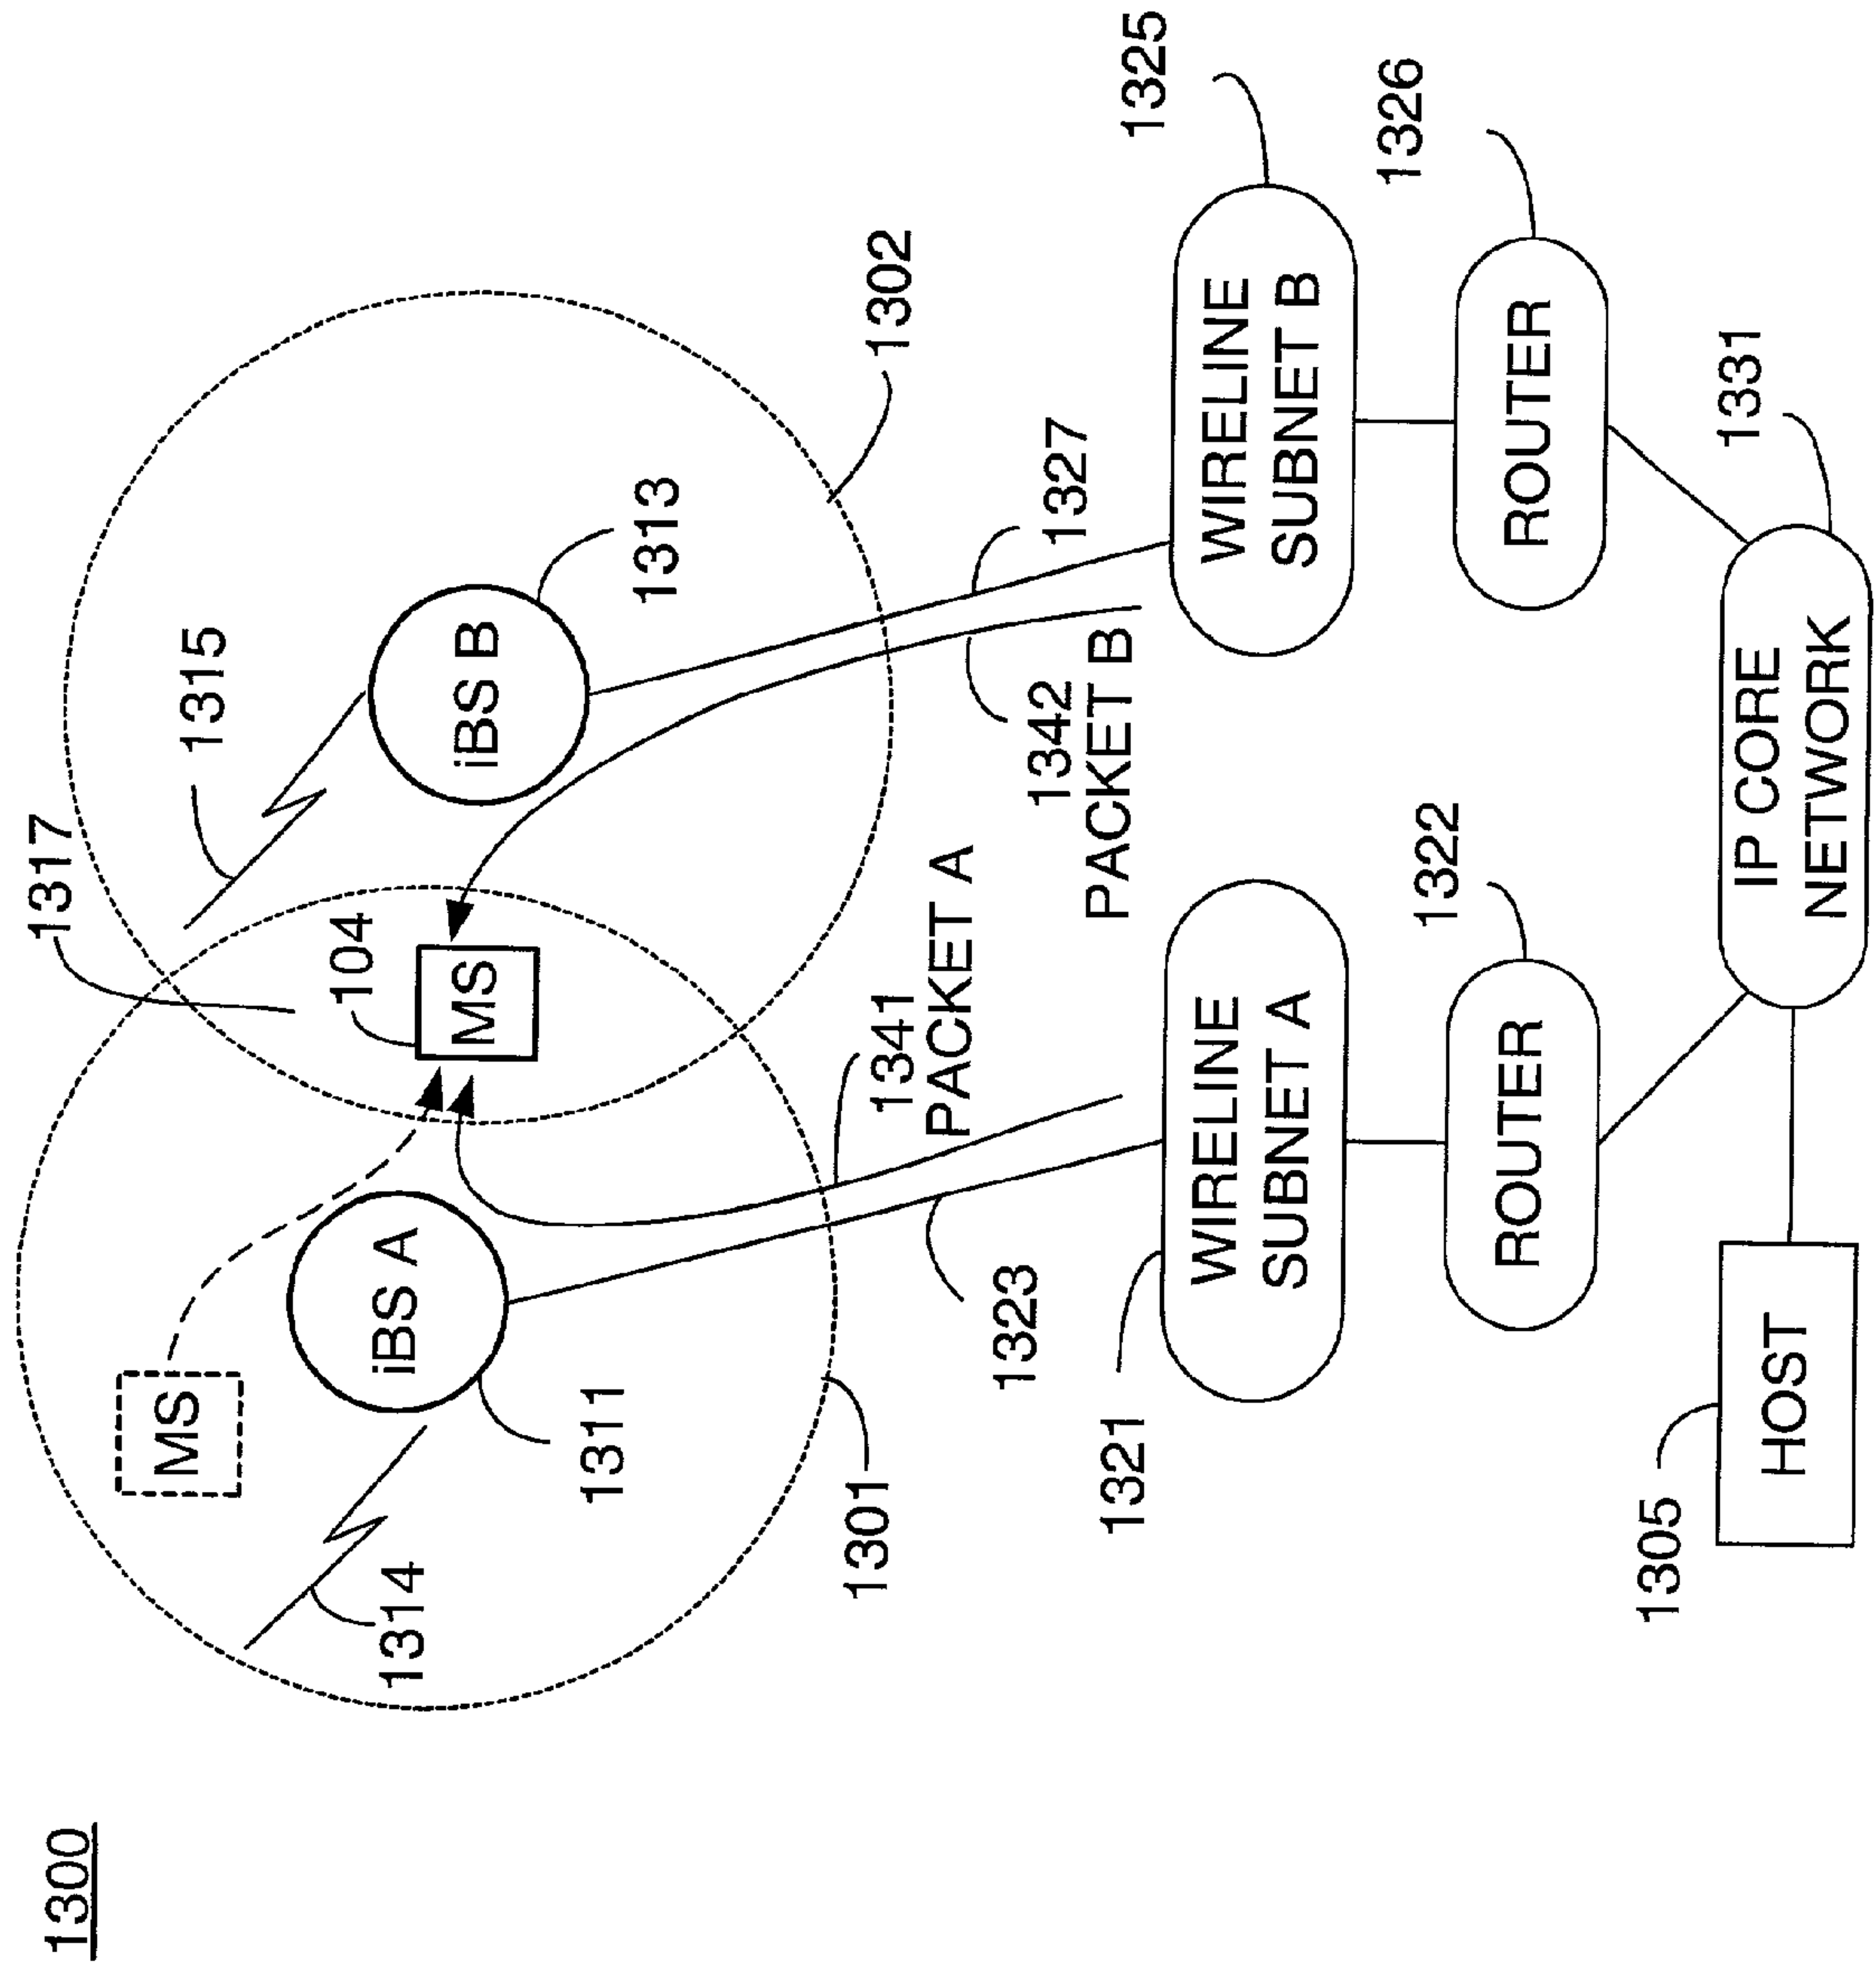 1300
1317
1315
104
MS
MS
iBS A
iBS B
1313
1302
1311
1314
1301
1341
PACKET A
1342
PACKET B
1327
1323
1325
1321
WIRELINE
SUBNET A
WIRELINE
SUBNET B
1322
1326
ROUTER
ROUTER
1331
1305
HOST
IP CORE
NETWORK